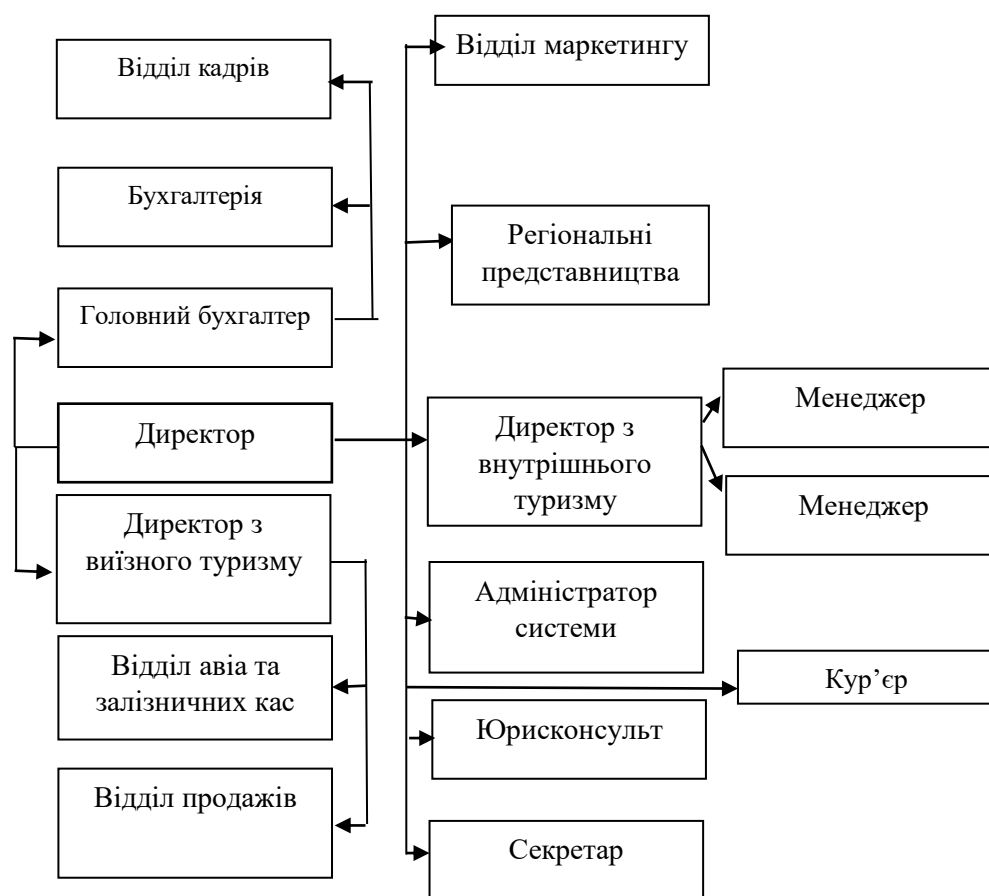 Відділ кадрів
Бухгалтерія
Головний бухгалтер
Директор
Директор з
виїзного туризму
Відділ авіа та
залізничних кас
Відділ продажів
Відділ маркетингу
Регіональні
представництва
Директор з
внутрішнього
туризму
Адміністратор
системи
Юрисконсульт
Секретар
Менеджер
Менеджер
Кур’єр